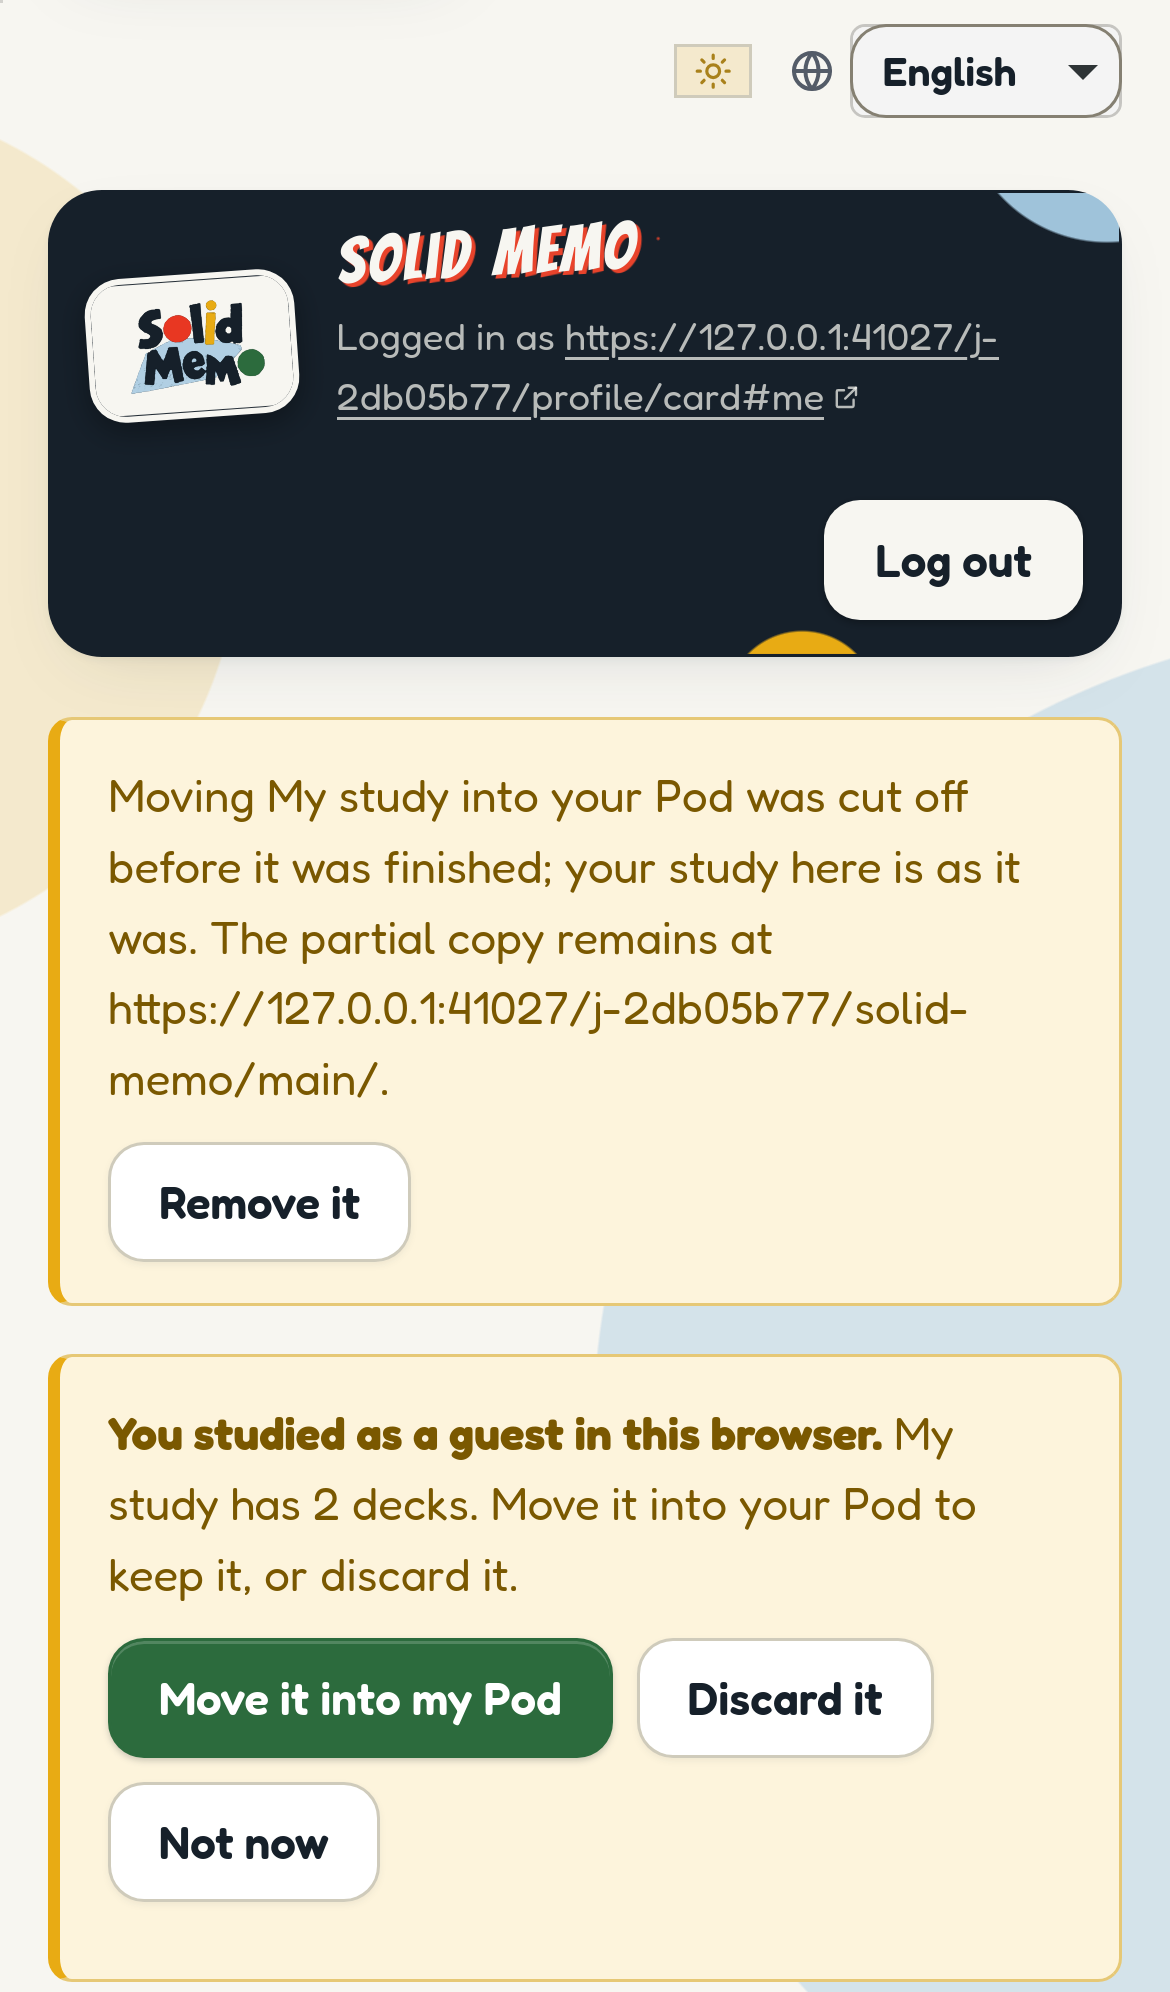 English
Solid Memo
SOLID MEMO
Logged in as https://127.0.0.1:41027/j-
2db05b77/profile/card#me
Log out
Moving My study into your Pod was cut off
before it was finished; your study here is as it
was. The partial copy remains at
https://127.0.0.1:41027/j-2db05b77/solid-
memo/main/.
Remove it
You studied as a guest in this browser. My
study has 2 decks. Move it into your Pod to
keep it, or discard it.
Move it into my Pod
Discard it
Not now